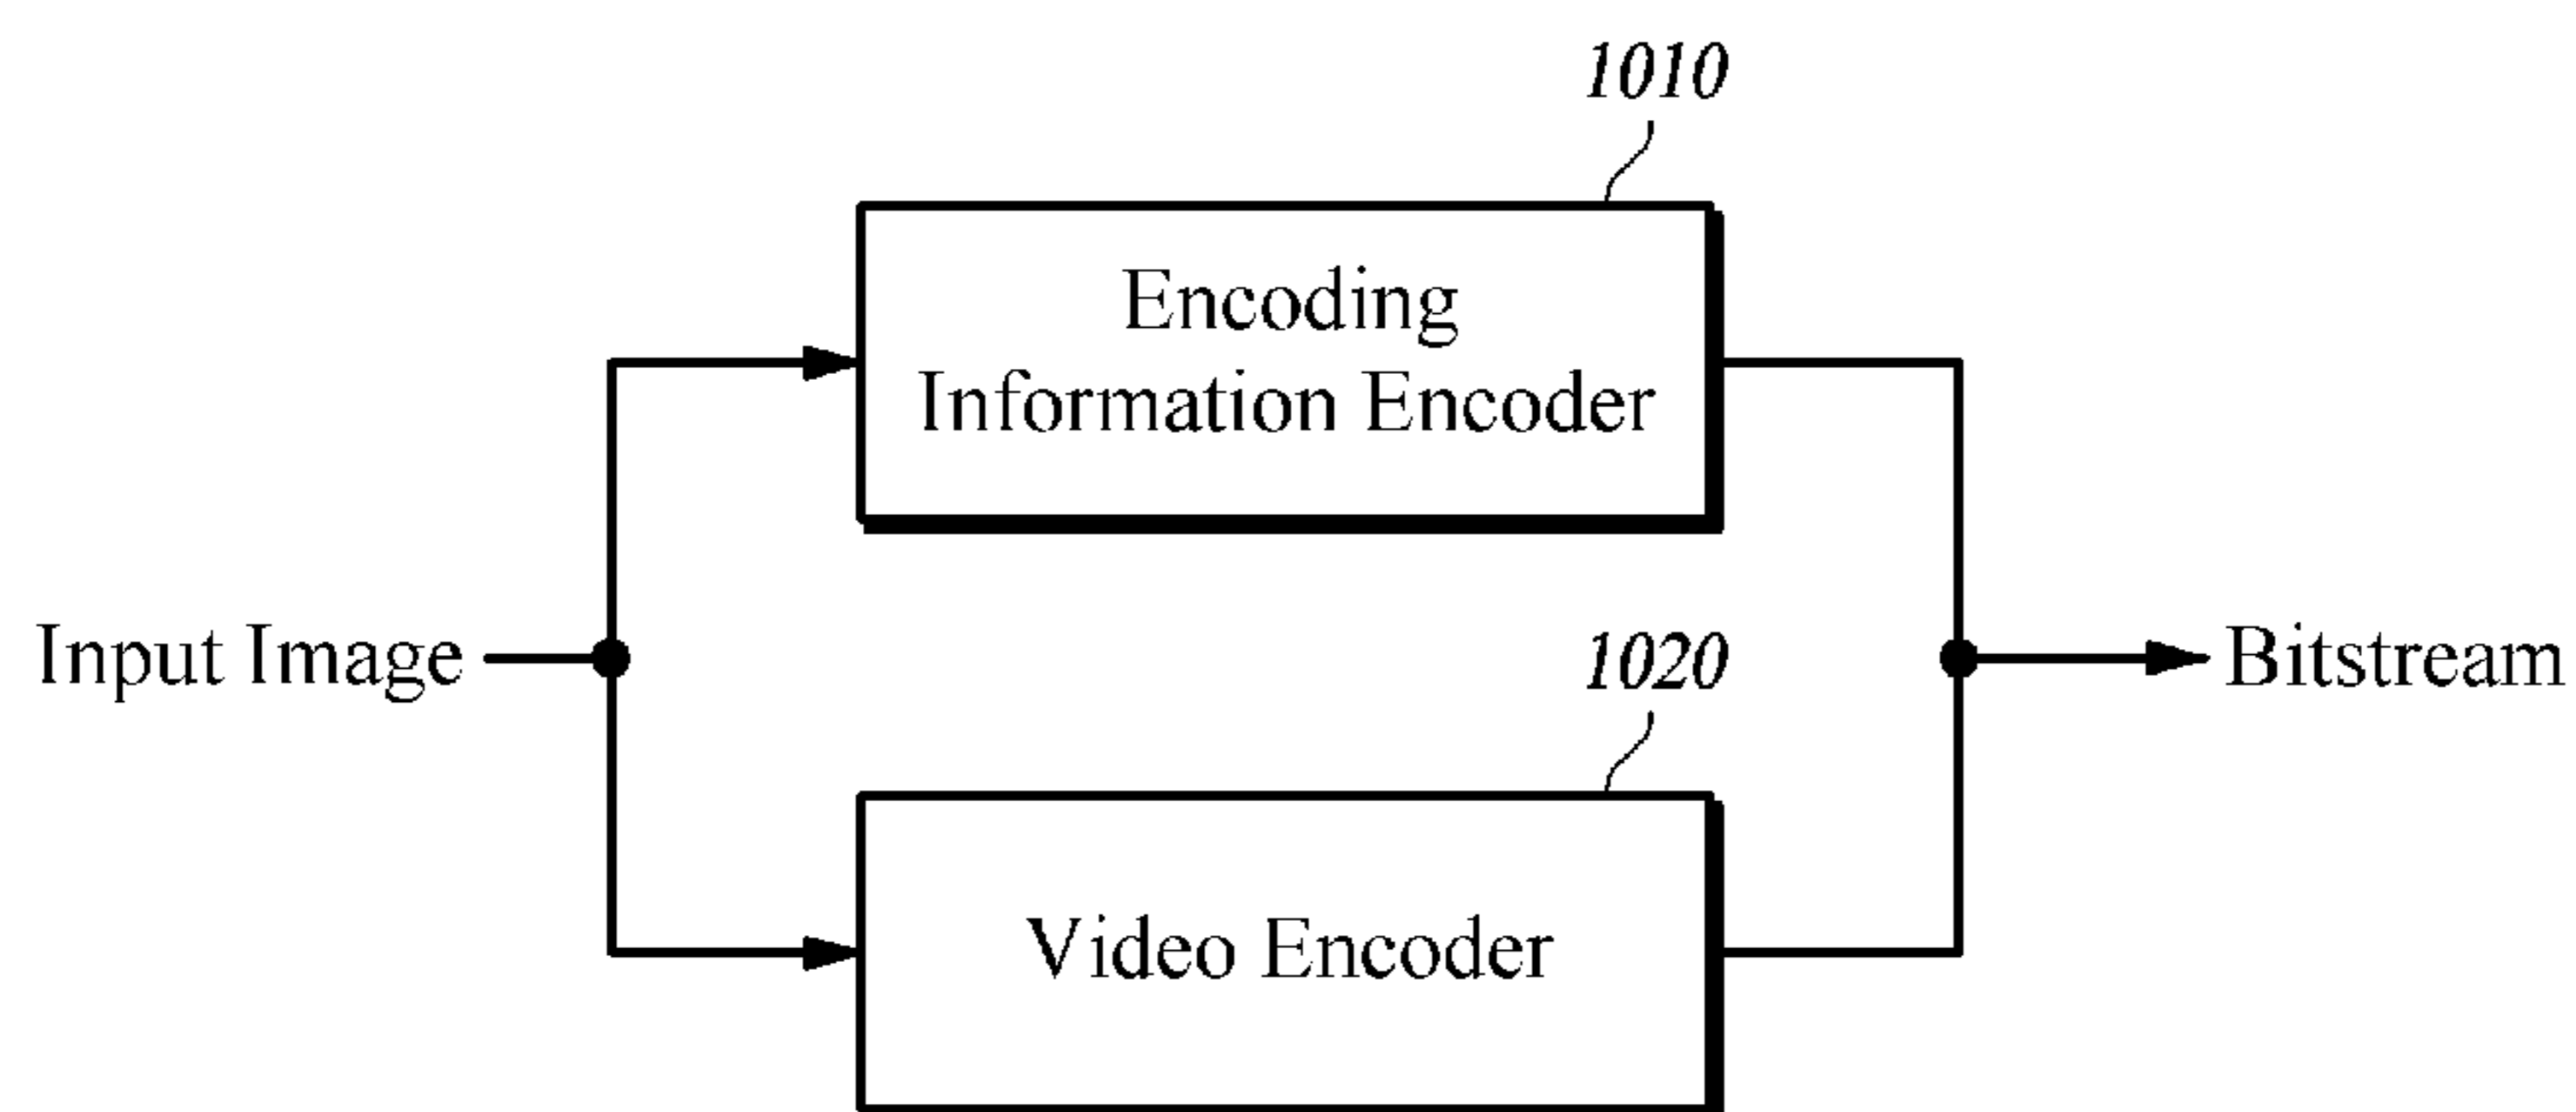 1010
Encoding
Information Encoder
Input Image
Bitstream
1020
Video Encoder